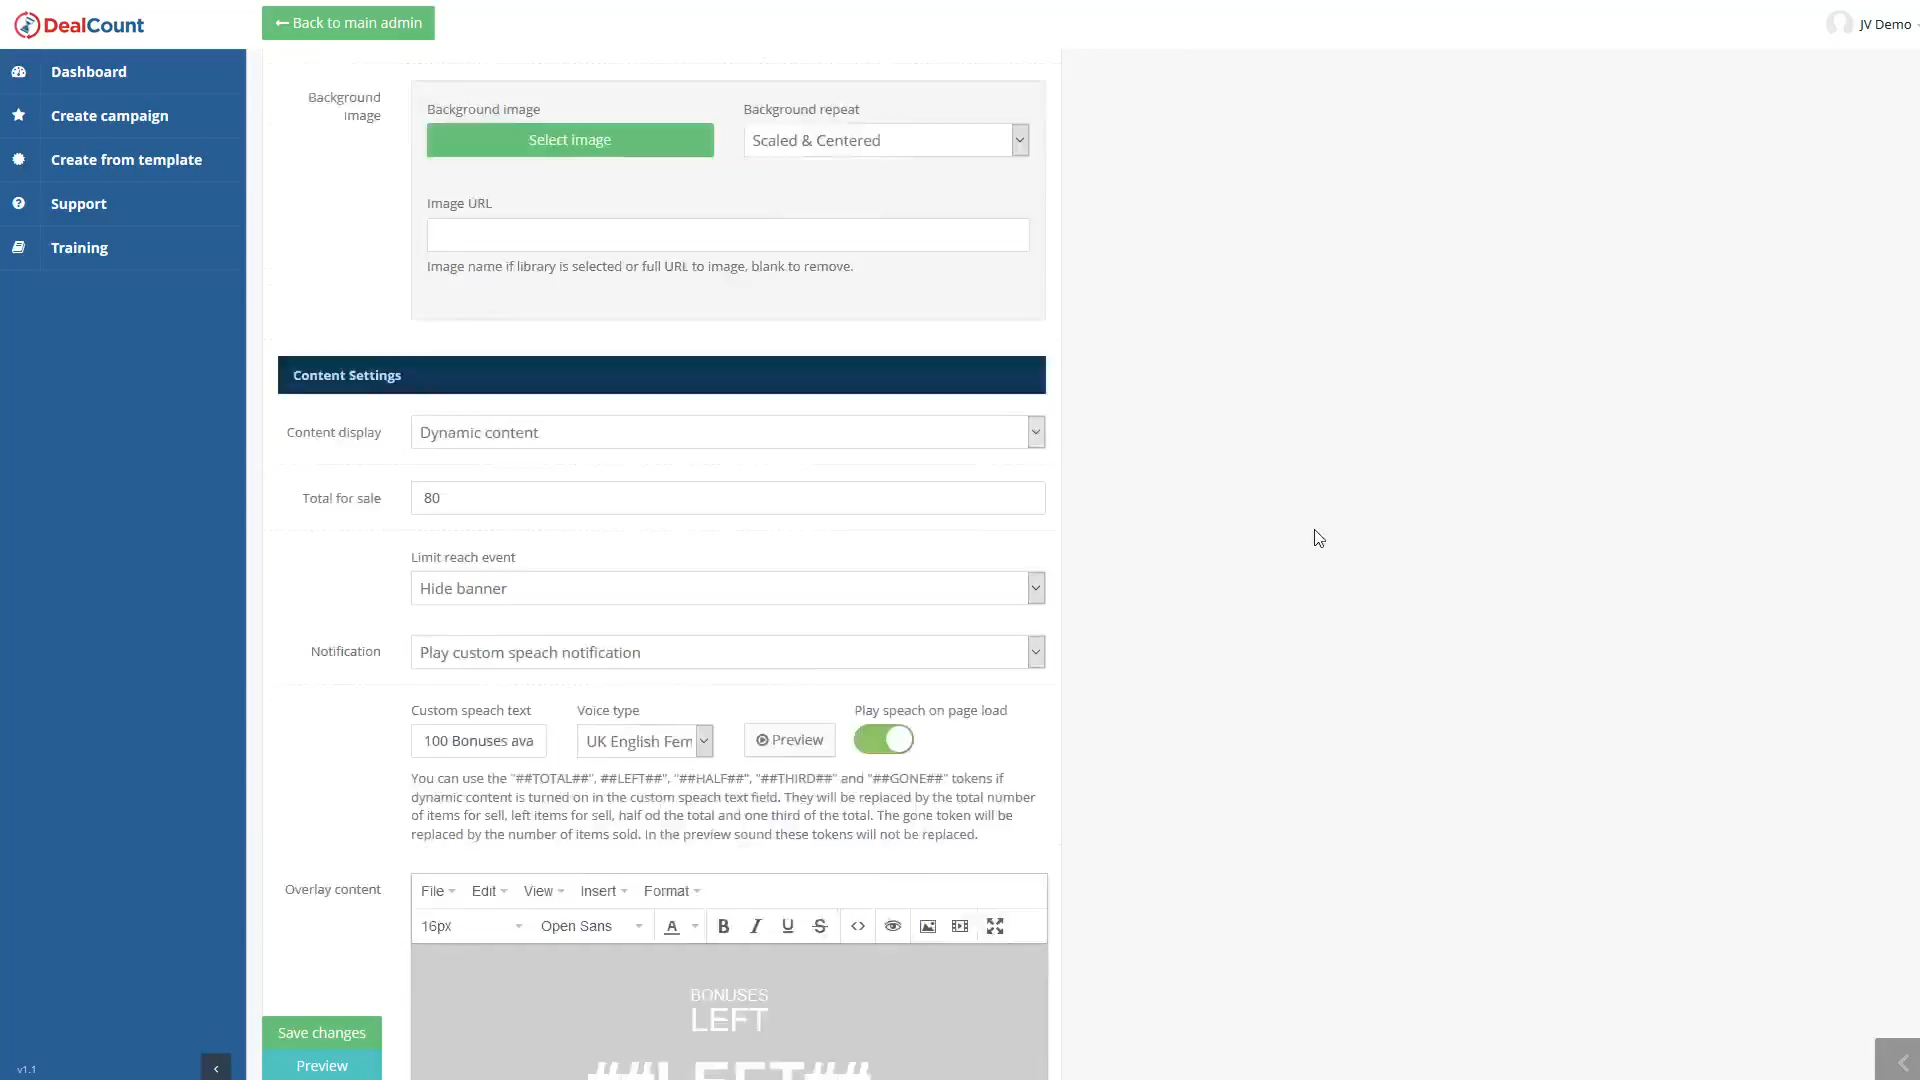 DealCount
Back to main admin
JV Demo
Dashboard
Create campaign
Create from template
Support
Training
Background
image
Background image
Background repeat
Select image
Scaled & Centered
Image URL
Image name if library is selected or full URL to image, blank to remove.
Content Settings
Content display
Dynamic content
Total for sale
80
Limit reach event
Hide banner
Notification
Play custom speach notification
Custom speach text
Voice type
Play speach on page load
100 Bonuses ava
UK English Fem
Preview
You can use the "##TOTAL##", ##LEFT##", "##HALF##", "##THIRD##" and "##GONE##" tokens if
dynamic content is turned on in the custom speach text field. They will be replaced by the total number
of items for sell, left items for sell, half od the total and one third of the total. The gone token will be
replaced by the number of items sold. In the preview sound these tokens will not be replaced.
Overlay content
File Edit View Insert Format
16px Open Sans A B I U S
BONUSES
LEFT
##LEFT##
Save changes
Preview
v1.1